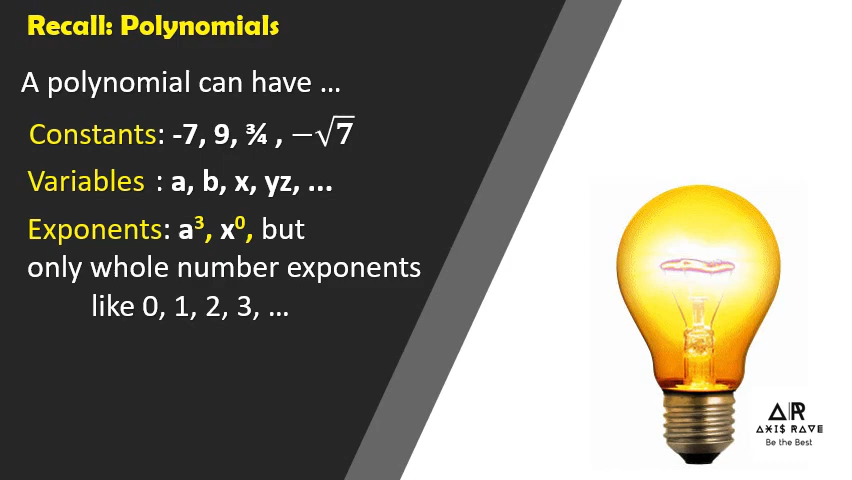 Recall: Polynomials
A polynomial can have ...
Constants: -7, 9, ¾ , −√7
Variables : a, b, x, yz, ...
Exponents: a³, x⁰, but
only whole number exponents
like 0, 1, 2, 3, ...
AR
AXI$ RAVE
Be the Best